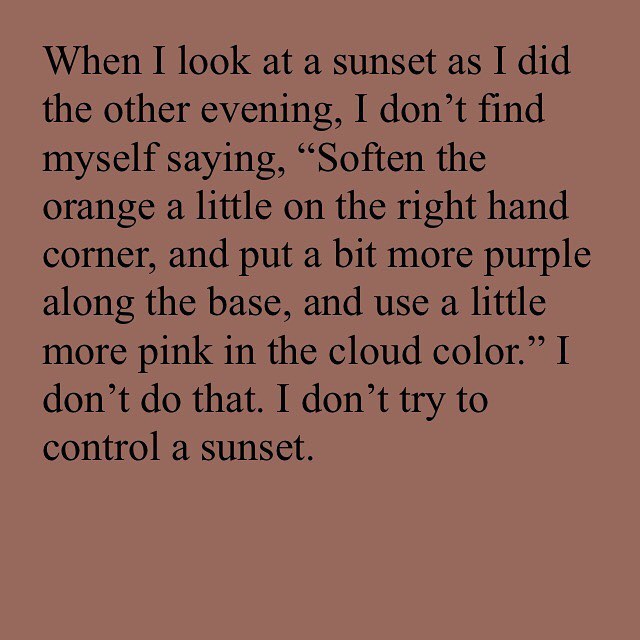 When I look at a sunset as I did
the other evening, I don’t find
myself saying, “Soften the
orange a little on the right hand
corner, and put a bit more purple
along the base, and use a little
more pink in the cloud color.” I
don’t do that. I don’t try to
control a sunset.